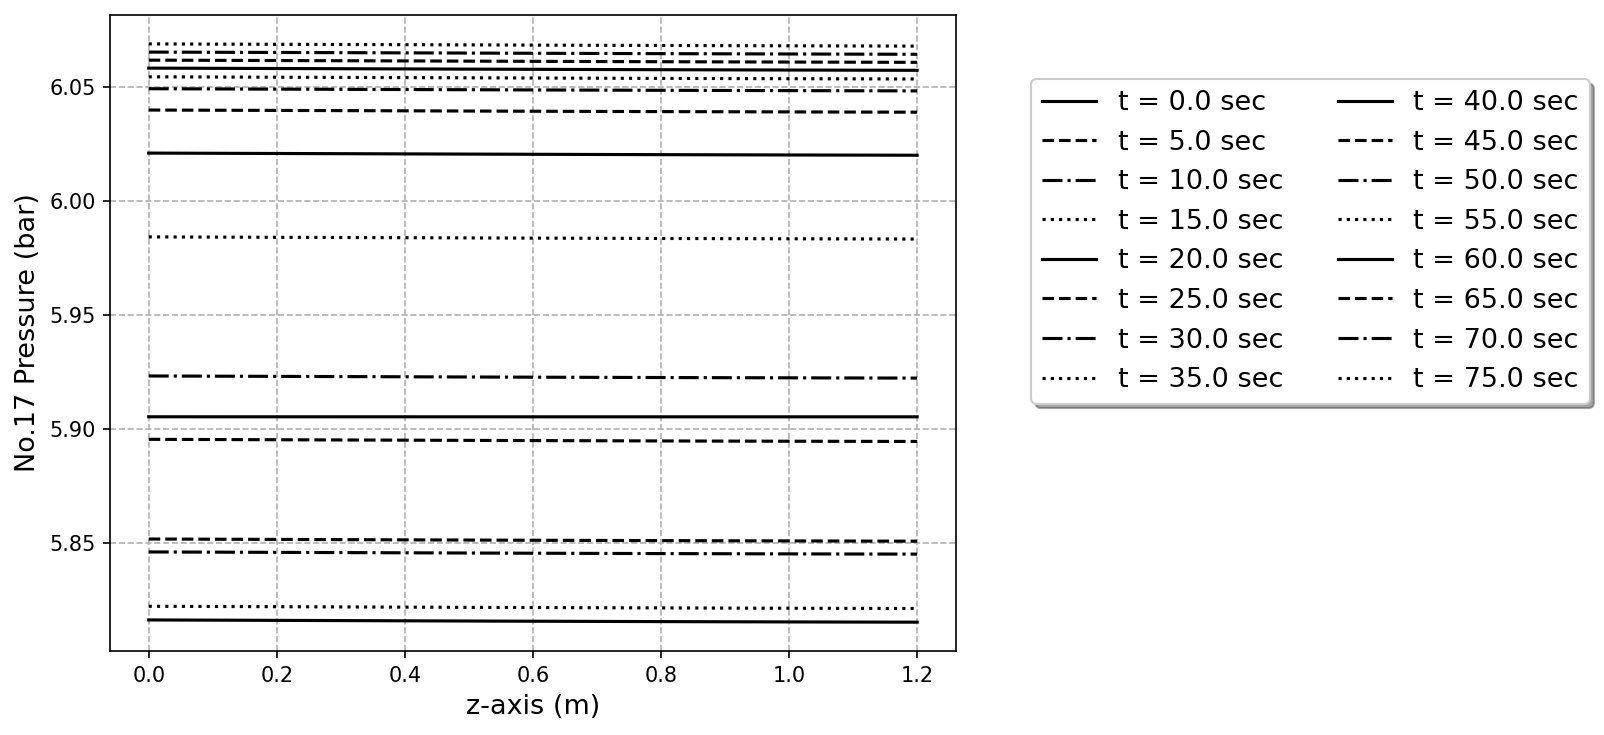 6.05
6.00
5.95
5.90
5.85
No.17 Pressure (bar)
0.0 0.2 0.4 0.6 0.8 1.0 1.2
z-axis (m)
t = 0.0 sec
t = 5.0 sec
t = 10.0 sec
t = 15.0 sec
t = 20.0 sec
t = 25.0 sec
t = 30.0 sec
t = 35.0 sec
t = 40.0 sec
t = 45.0 sec
t = 50.0 sec
t = 55.0 sec
t = 60.0 sec
t = 65.0 sec
t = 70.0 sec
t = 75.0 sec